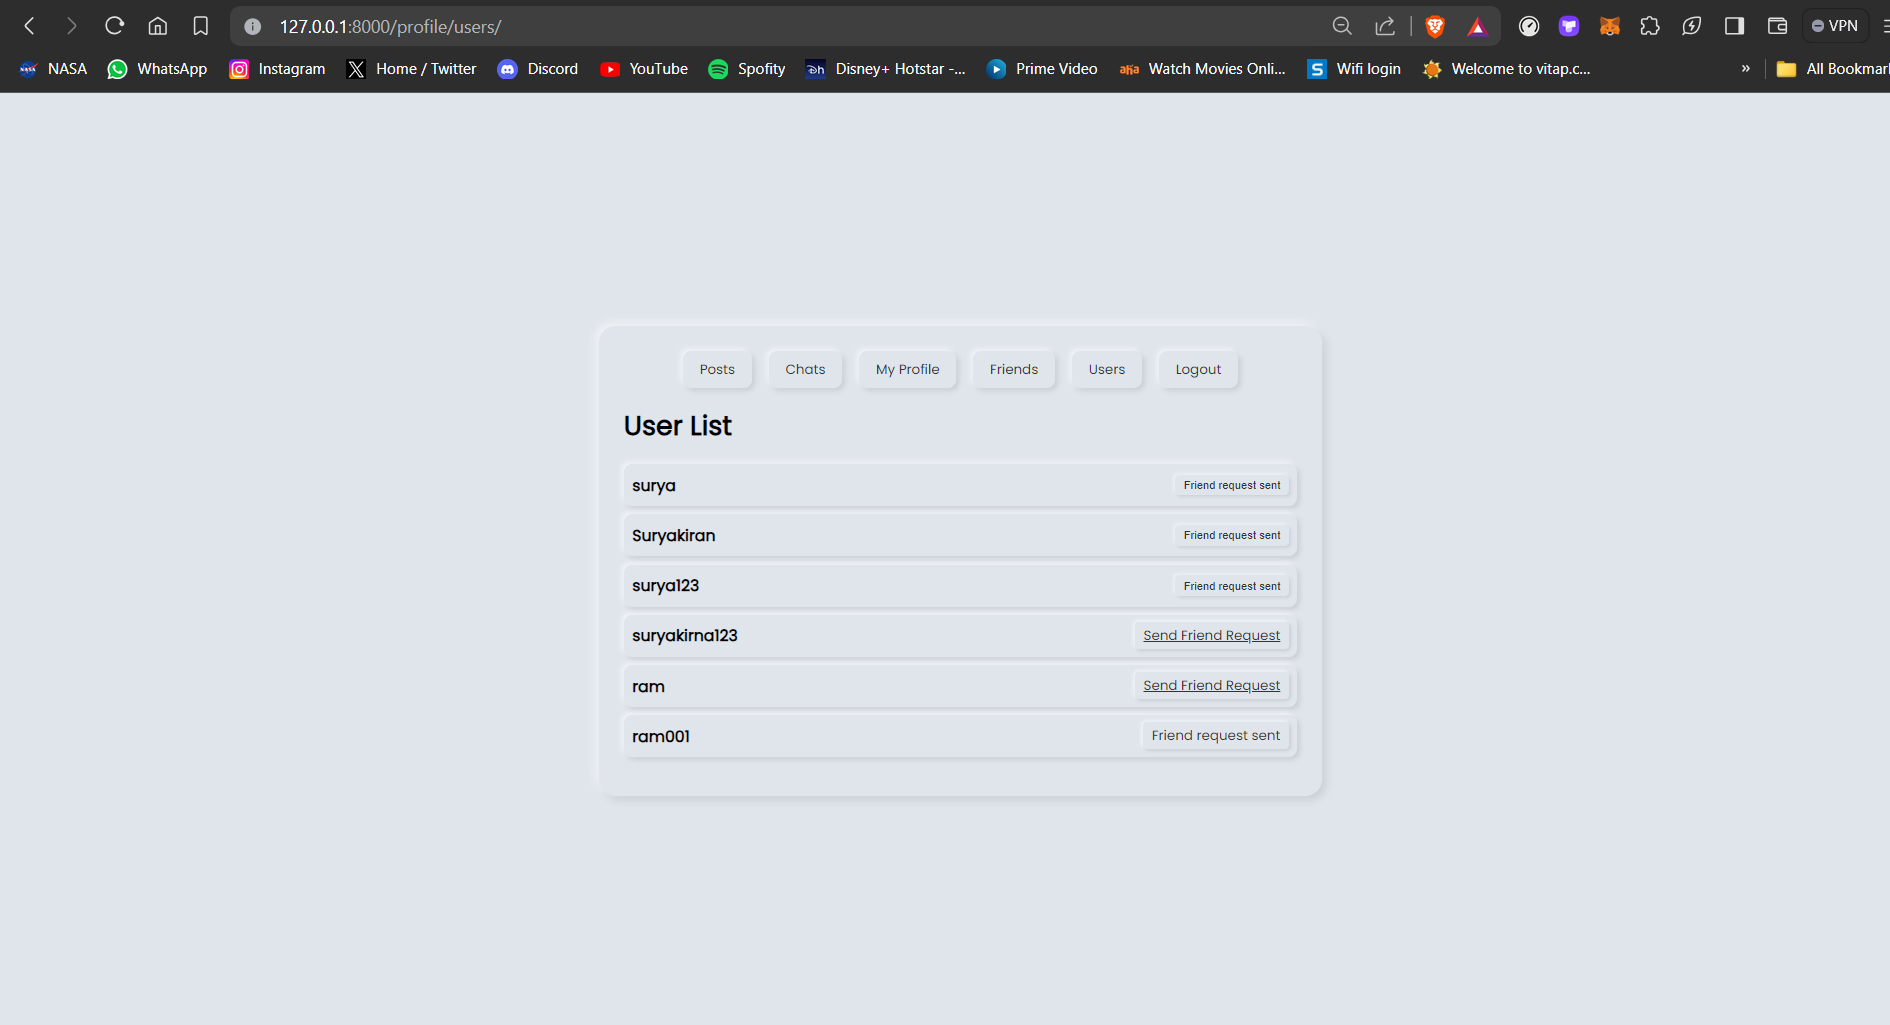 127.0.0.1:8000/profile/users/
VPN
NASA WhatsApp Instagram Home / Twitter Discord YouTube Spofity Disney+ Hotstar -... Prime Video aha Watch Movies Onli... S Wifi login Welcome to vitap.c... » All Bookmar
Posts Chats My Profile Friends Users Logout
User List
surya Friend request sent
Suryakiran Friend request sent
surya123 Friend request sent
suryakirna123 Send Friend Request
ram Send Friend Request
ram001 Friend request sent